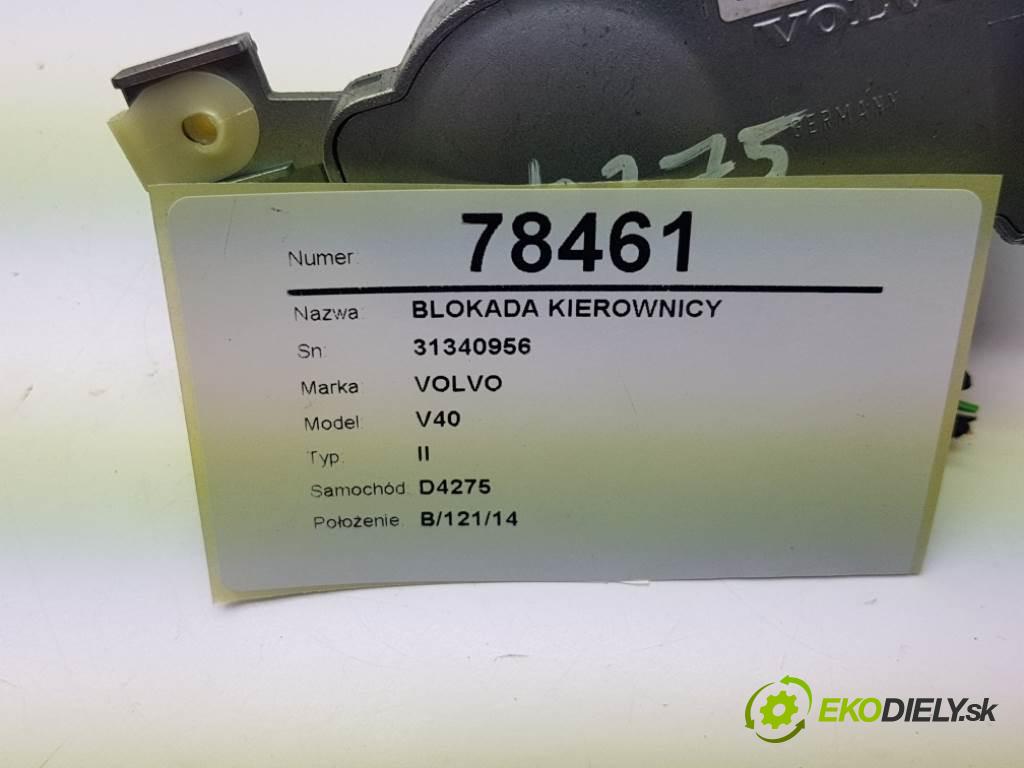 VOLVO
GERMANY
4275
Numer: 78461
Nazwa: BLOKADA KIEROWNICY
Sn: 31340956
Marka: VOLVO
Model: V40
Typ: II
Samochód: D4275
Położenie: B/121/14
EKODIELY.sk